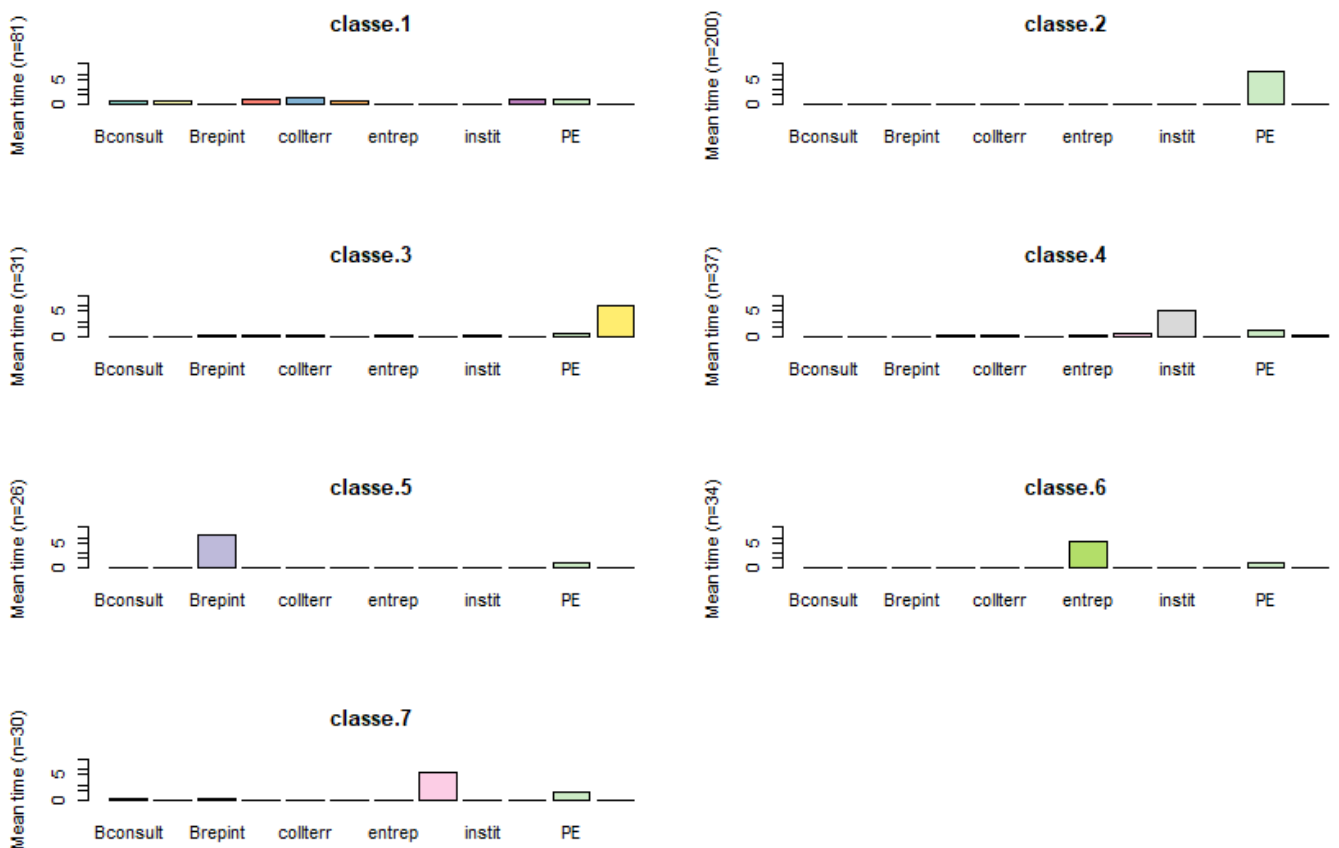 classe.1
Mean time (n=81)
0 5
Bconsult Brepint collterr entrep instit PE
classe.2
Mean time (n=200)
0 5
Bconsult Brepint collterr entrep instit PE
classe.3
Mean time (n=31)
0 5
Bconsult Brepint collterr entrep instit PE
classe.4
Mean time (n=37)
0 5
Bconsult Brepint collterr entrep instit PE
classe.5
Mean time (n=26)
0 5
Bconsult Brepint collterr entrep instit PE
classe.6
Mean time (n=34)
0 5
Bconsult Brepint collterr entrep instit PE
classe.7
Mean time (n=30)
0 5
Bconsult Brepint collterr entrep instit PE